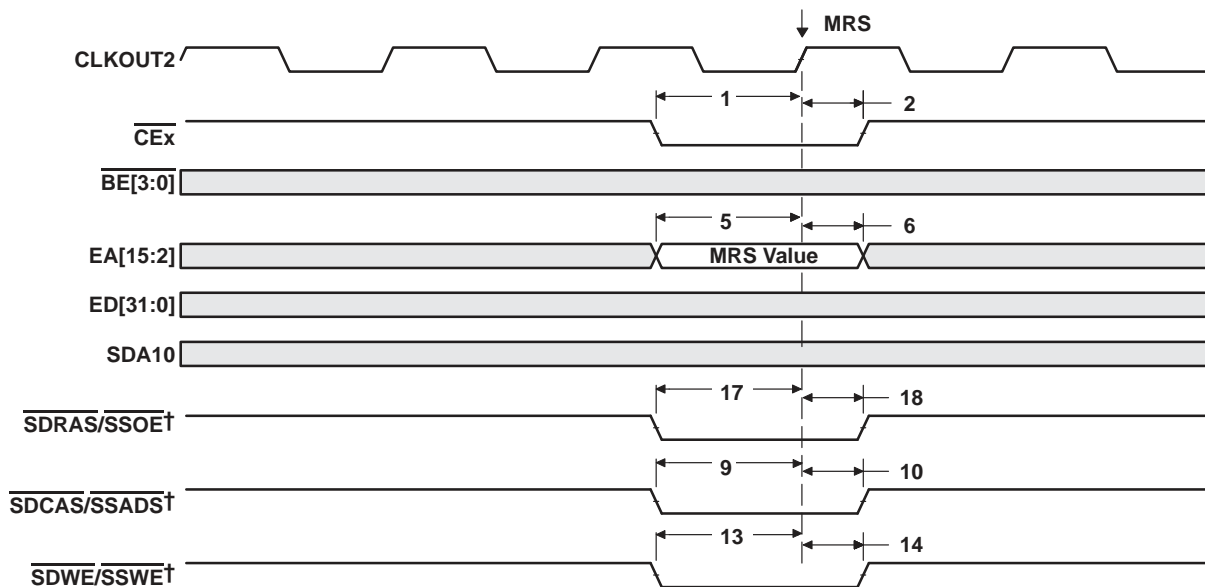 MRS
CLKOUT2
1
2
CEx
BE[3:0]
5
6
EA[15:2]
MRS Value
ED[31:0]
SDA10
17
18
SDRAS/SSOE†
9
10
SDCAS/SSADS†
13
14
SDWE/SSWE†